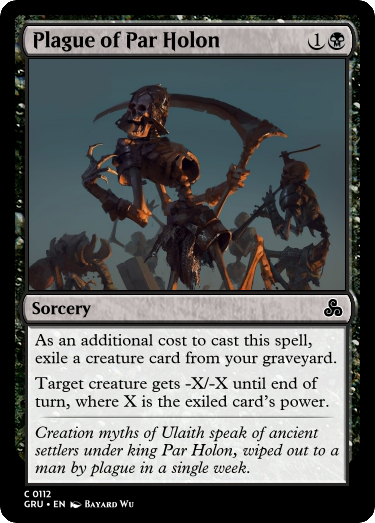 Plague of Par Holon 1
Sorcery
As an additional cost to cast this spell,
exile a creature card from your graveyard.
Target creature gets -X/-X until end of
turn, where X is the exiled card's power.
Creation myths of Ulaith speak of ancient
settlers under king Par Holon, wiped out to a
man by plague in a single week.
C 0112
GRU • EN Bayard Wu